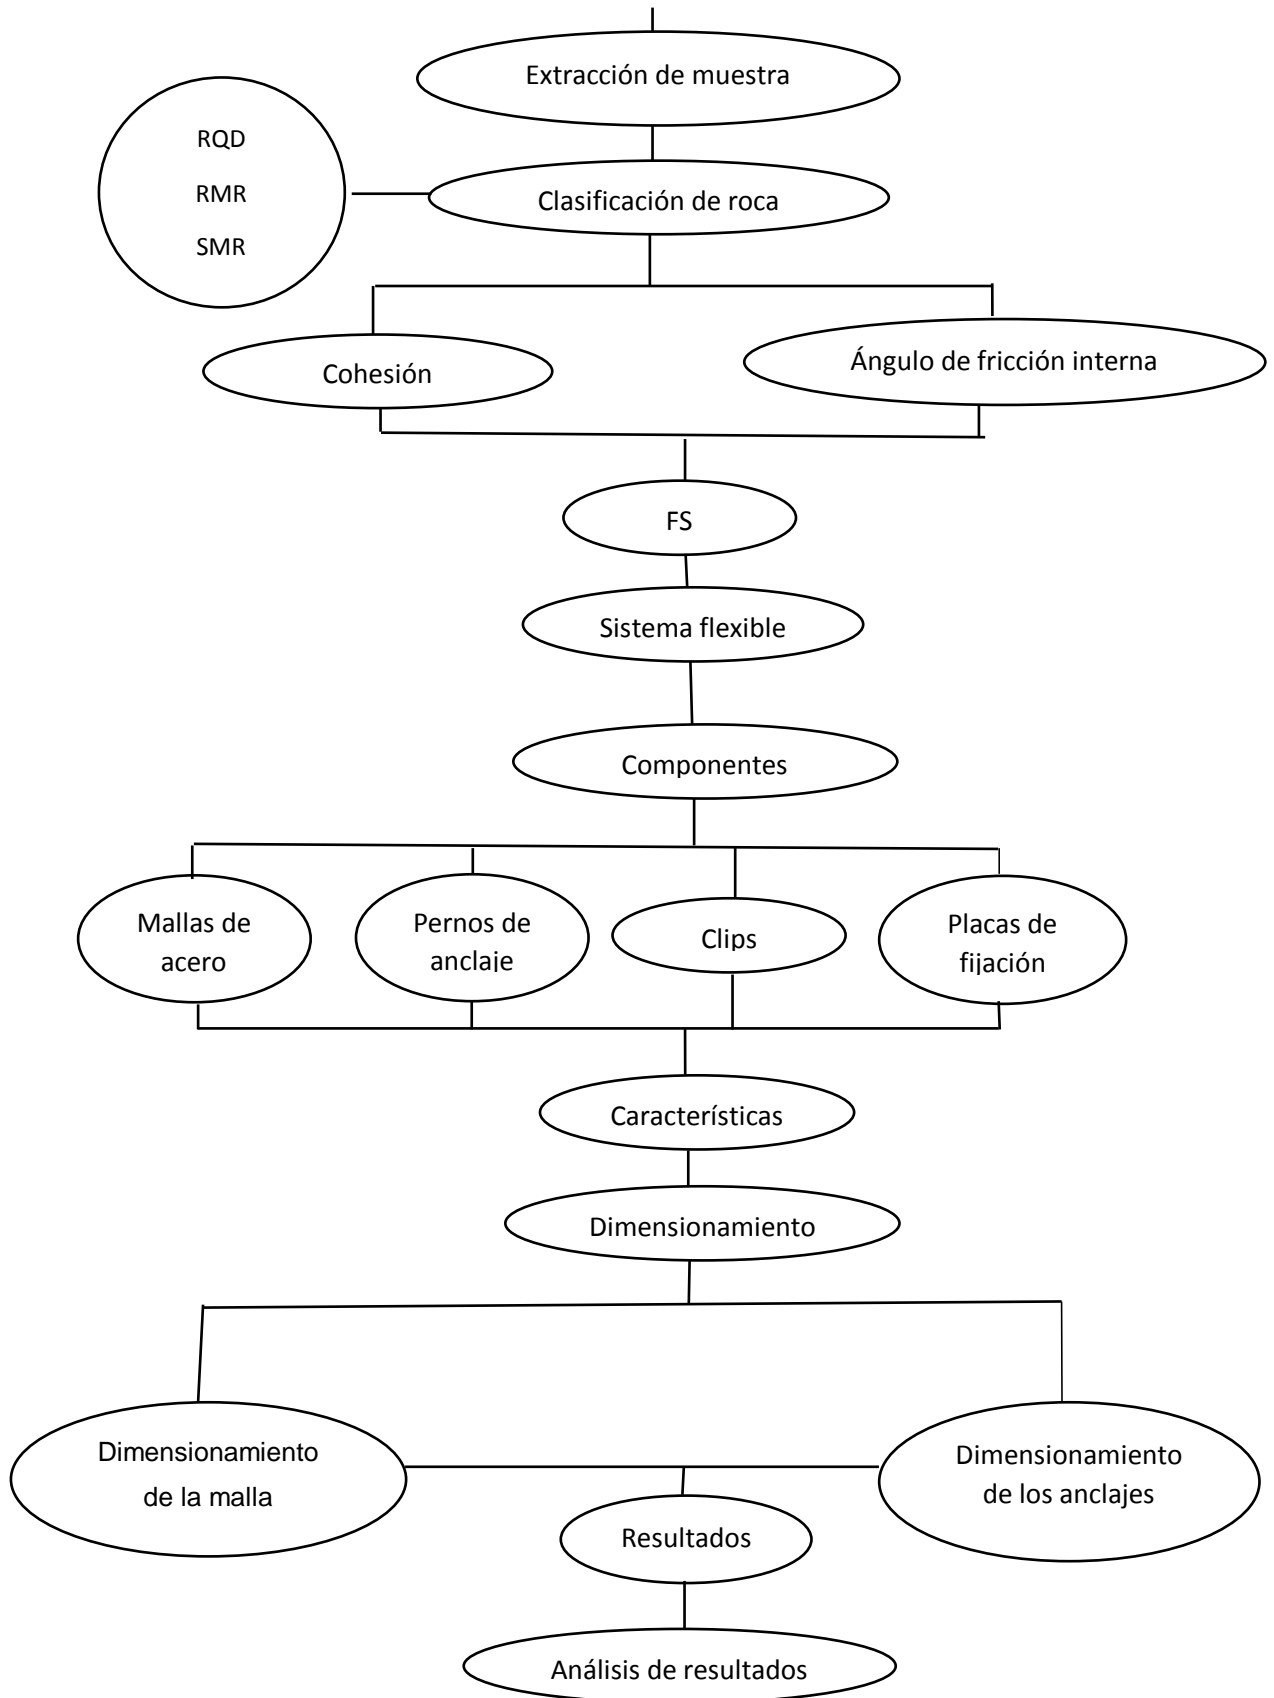 Extracción de muestra
RQD
RMR
SMR
Clasificación de roca
Cohesión
Ángulo de fricción interna
FS
Sistema flexible
Componentes
Mallas de
acero
Pernos de
anclaje
Clips
Placas de
fijación
Característícas
Dimensionamiento
Dimensionamiento
de la malla
Dimensionamiento
de los anclajes
Resultados
Análisis de resultados